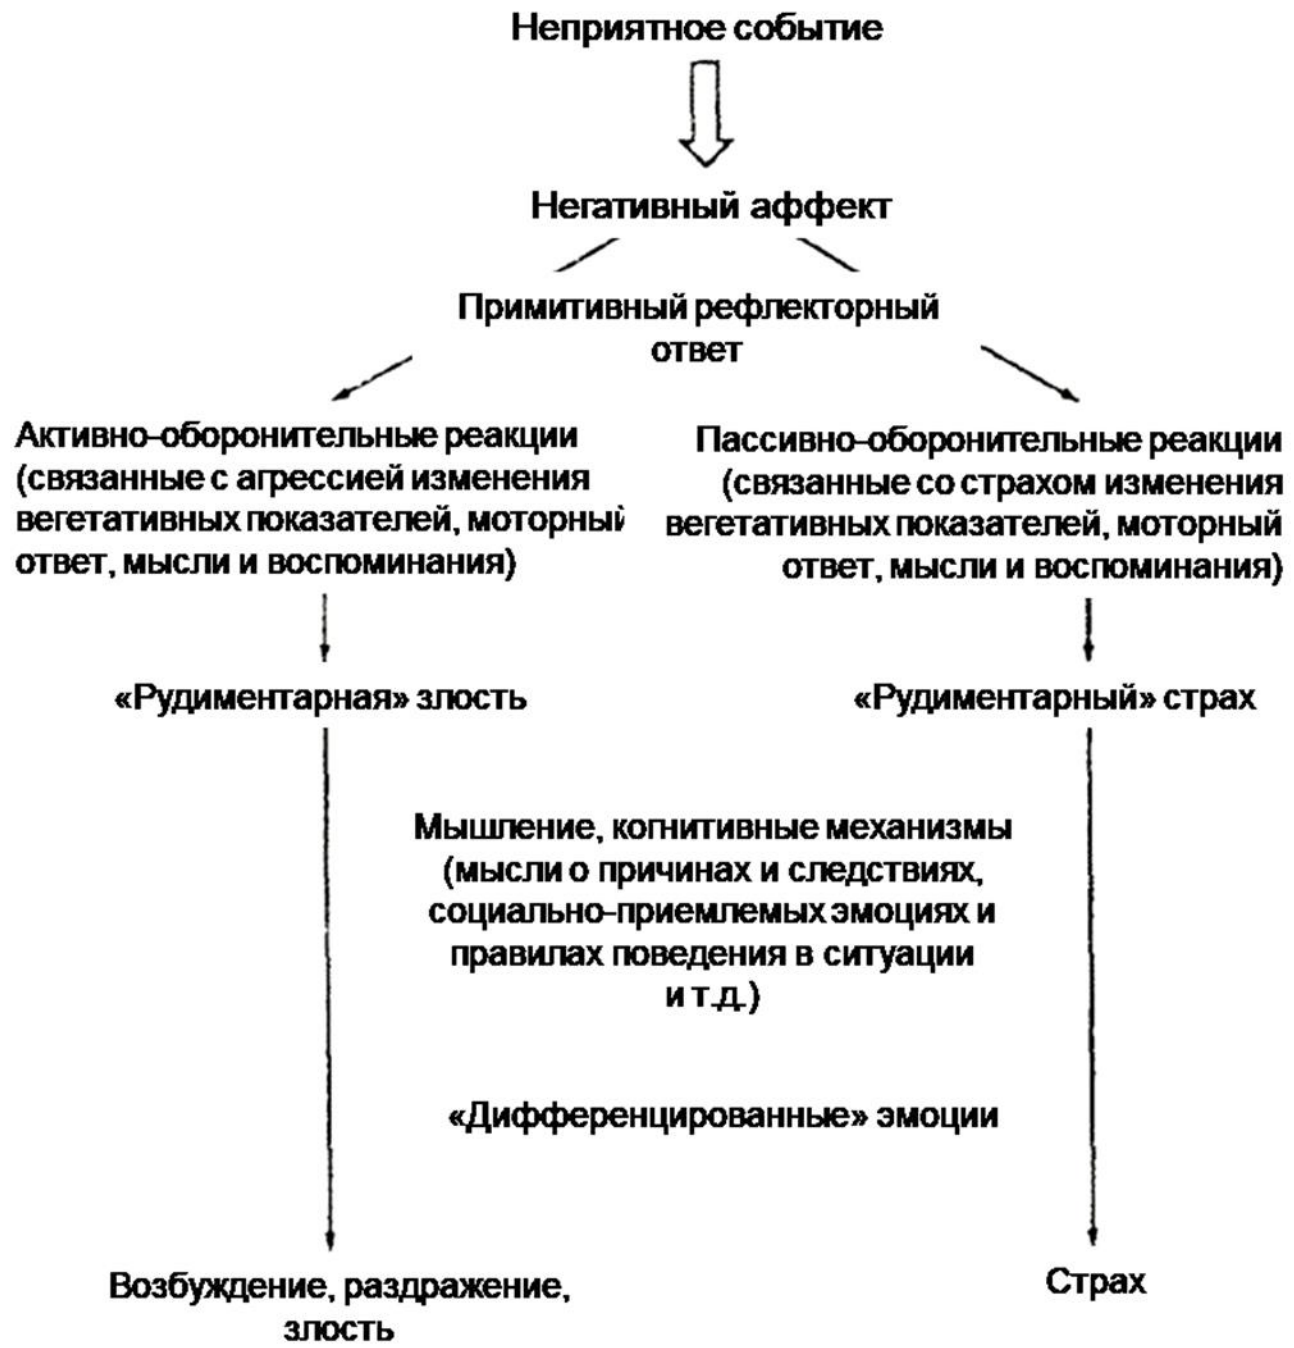 Неприятное событие
Негативный аффект
Примитивный рефлекторный
ответ
Активно-оборонительные реакции
(связанные с агрессией изменения
вегетативных показателей, моторный
ответ, мысли и воспоминания)
Пассивно-оборонительные реакции
(связанные со страхом изменения
вегетативных показателей, моторный
ответ, мысли и воспоминания)
«Рудиментарная» злость
«Рудиментарный» страх
Мышление, когнитивные механизмы
(мысли о причинах и следствиях,
социально-приемлемых эмоциях и
правилах поведения в ситуации
и т.д.)
«Дифференцированные» эмоции
Возбуждение, раздражение,
злость
Страх